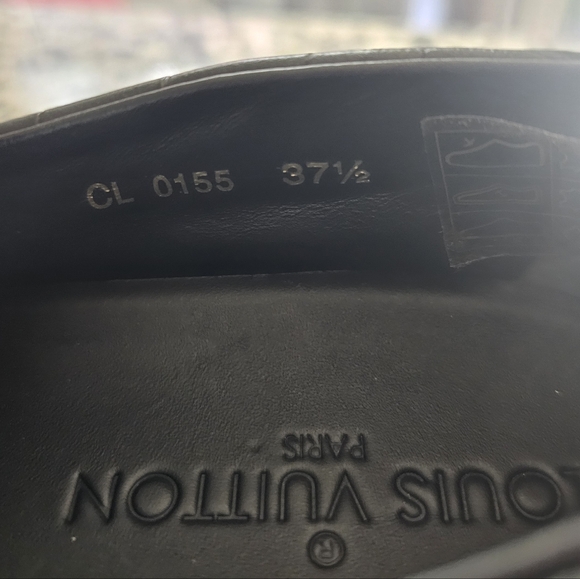 CL 0155 37½
LOUIS VUITTON
PARIS
®